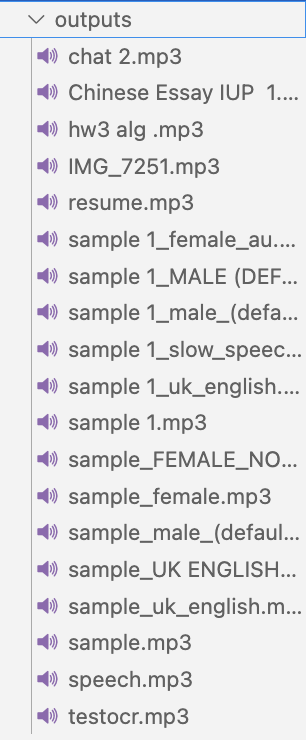 outputs
chat 2.mp3
Chinese Essay IUP  1....
hw3 alg .mp3
IMG_7251.mp3
resume.mp3
sample 1_female_au....
sample 1_MALE (DEF...
sample 1_male_(defa...
sample 1_slow_speec...
sample 1_uk_english....
sample 1.mp3
sample_FEMALE_NO...
sample_female.mp3
sample_male_(defaul...
sample_UK ENGLISH...
sample_uk_english.m...
sample.mp3
speech.mp3
testocr.mp3